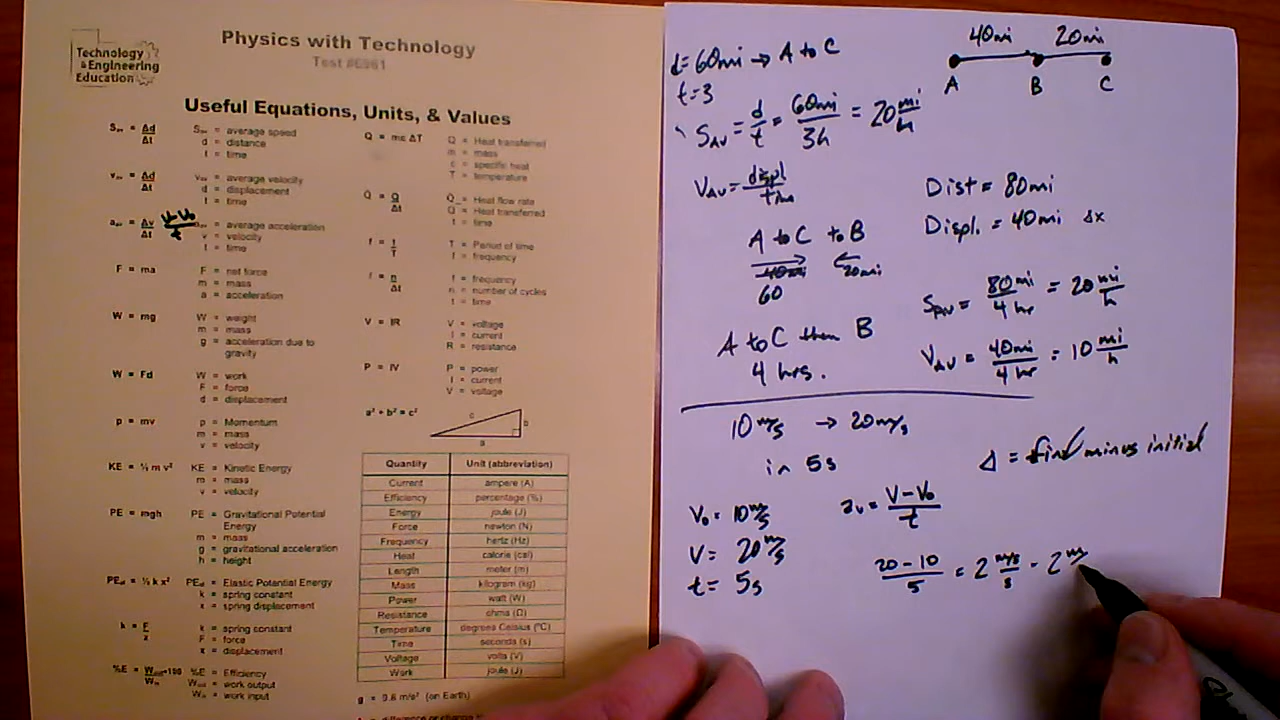 Technology
& Engineering
Education
Physics with Technology
Test #6961
Useful Equations, Units, & Values
Sav = Δd/Δt
Sav = average speed
d = distance
t = time
vav = Δd/Δt
vav = average velocity
d = displacement
t = time
aav = Δv/Δt V-V₀/t
aav = average acceleration
v = velocity
t = time
F = ma
F = net force
m = mass
a = acceleration
W = mg
W = weight
m = mass
g = acceleration due to
gravity
W = Fd
W = work
F = force
d = displacement
p = mv
p = Momentum
m = mass
v = velocity
KE = ½ m v²
KE = Kinetic Energy
m = mass
v = velocity
PE = mgh
PE = Gravitational Potential
Energy
m = mass
g = gravitational acceleration
h = height
PEel = ½ k x²
PEel = Elastic Potential Energy
k = spring constant
x = spring displacement
k = F/x
k = spring constant
F = force
x = displacement
%E = Wout/Win *100
%E = Efficiency
Wout = work output
Win = work input
Q = mc ΔT
Q = Heat transferred
m = mass
c = specific heat
T = temperature
Q = Heat flow rate
Q = Heat transferred
t = time
T = Period of time
f = frequency
f = frequency
n = number of cycles
t = time
V = IR
V = voltage
I = current
R = resistance
P = IV
P = power
I = current
V = voltage
a² + b² = c²
c
b
a
Quantity Unit (abbreviation)
Current ampere (A)
Efficiency percentage (%)
Energy joule (J)
Force newton (N)
Frequency hertz (Hz)
Heat calorie (cal)
Length meter (m)
Mass kilogram (kg)
Power watt (W)
Resistance ohms (Ω)
Temperature degrees Celsius (°C)
Time seconds (s)
Voltage volts (V)
Work joule (J)
g = 9.8 m/s² (on Earth)
d = 60mi → A to C
t = 3
40mi 20mi
A B C
SAV = d/t = 60mi/3h = 20 mi/h
VAV = displ/
Dist = 80mi
Displ. = 40mi Δx
A to C to B
40mi 20mi
60
SAV = 80mi/4hr = 20 mi/h
A to C then B
4 hrs.
VAV = 40mi/4hr = 10 mi/h
10 m/s → 20 m/s
in 5s
Δ = final minus initial
V₀ = 10 m/s
V = 20 m/s
t = 5s
av = V-V₀/t
20-10/5 = 2 m/s/s = 2 m/